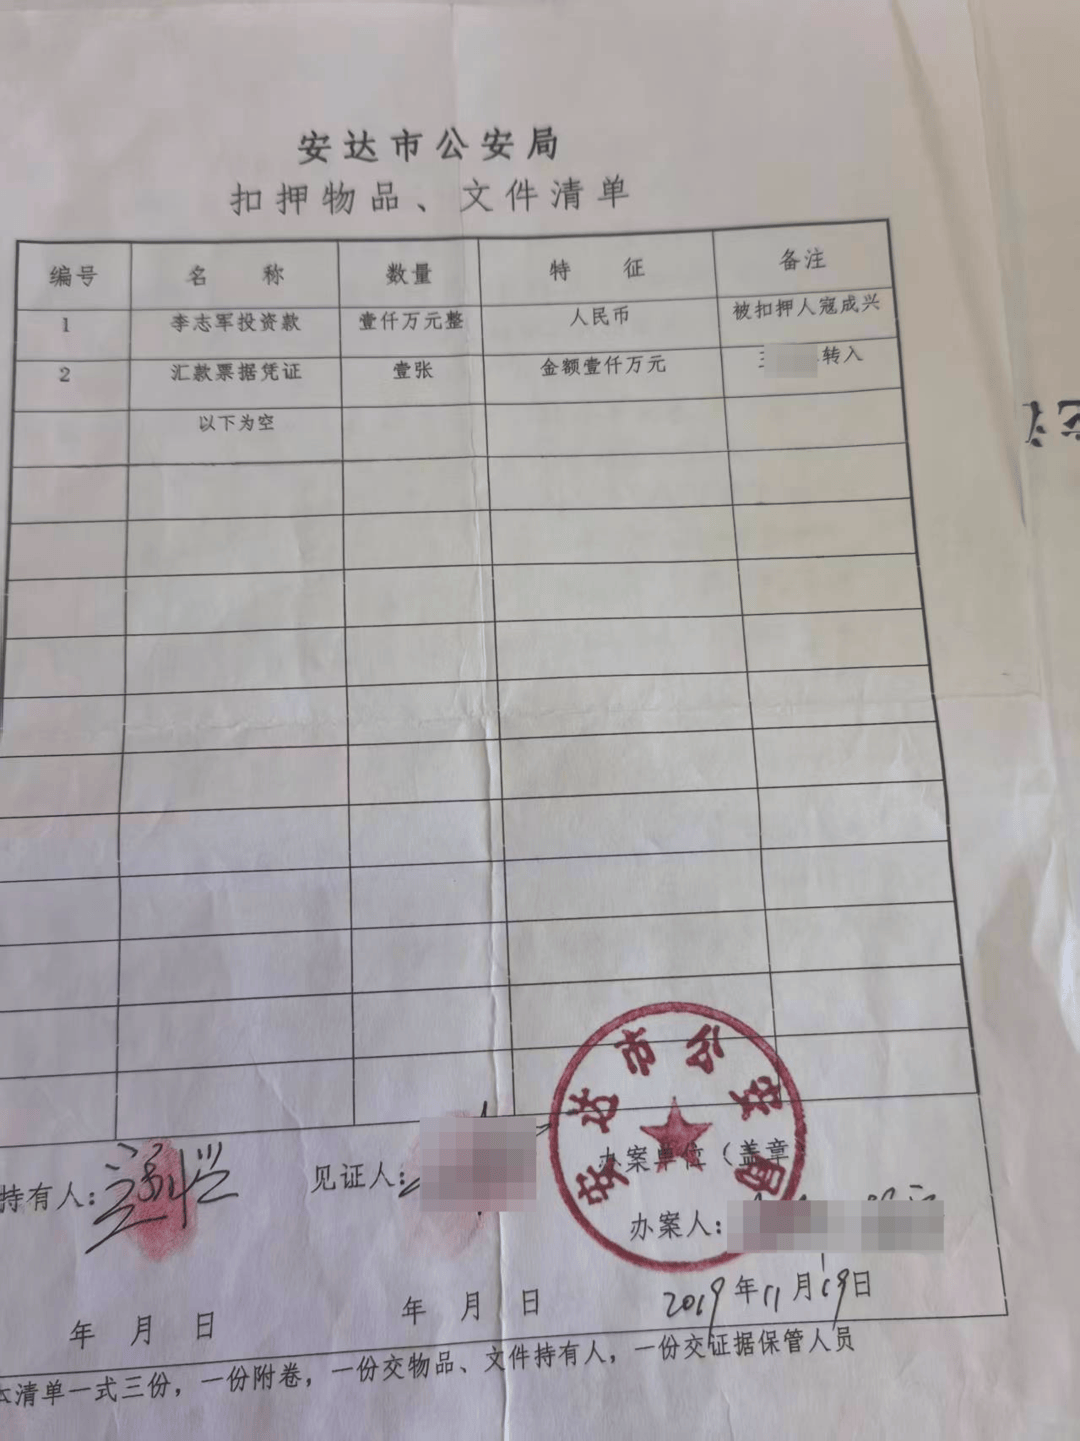 安达市公安局
扣押物品、文件清单
编号 名 称 数量 特 征 备注
1 李志军投资款 壹仟万元整 人民币 被扣押人寇成兴
2 汇款票据凭证 壹张 金额壹仟万元 转入
以下为空
安达市公安局
持有人： 见证人： 办案单位（盖章
办案人：
年 月 日 年 月 日 2019年11月19日
本清单一式三份，一份附卷，一份交物品、文件持有人，一份交证据保管人员